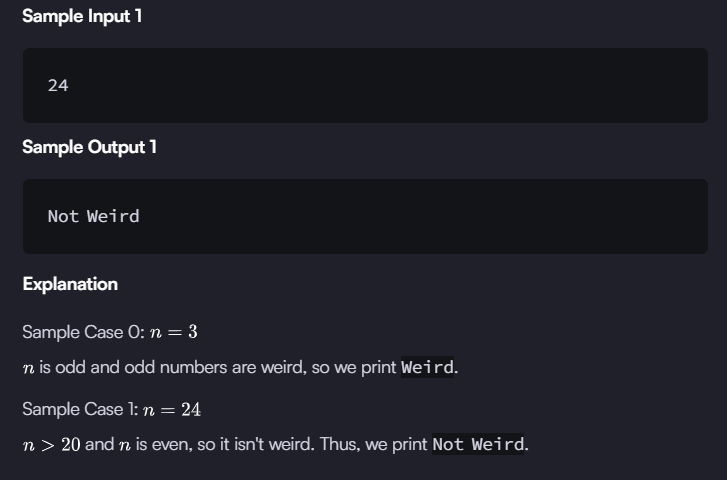 Sample Input 1
24
Sample Output 1
Not Weird
Explanation
Sample Case 0: n = 3
n is odd and odd numbers are weird, so we print Weird.
Sample Case 1: n = 24
n > 20 and n is even, so it isn't weird. Thus, we print Not Weird.